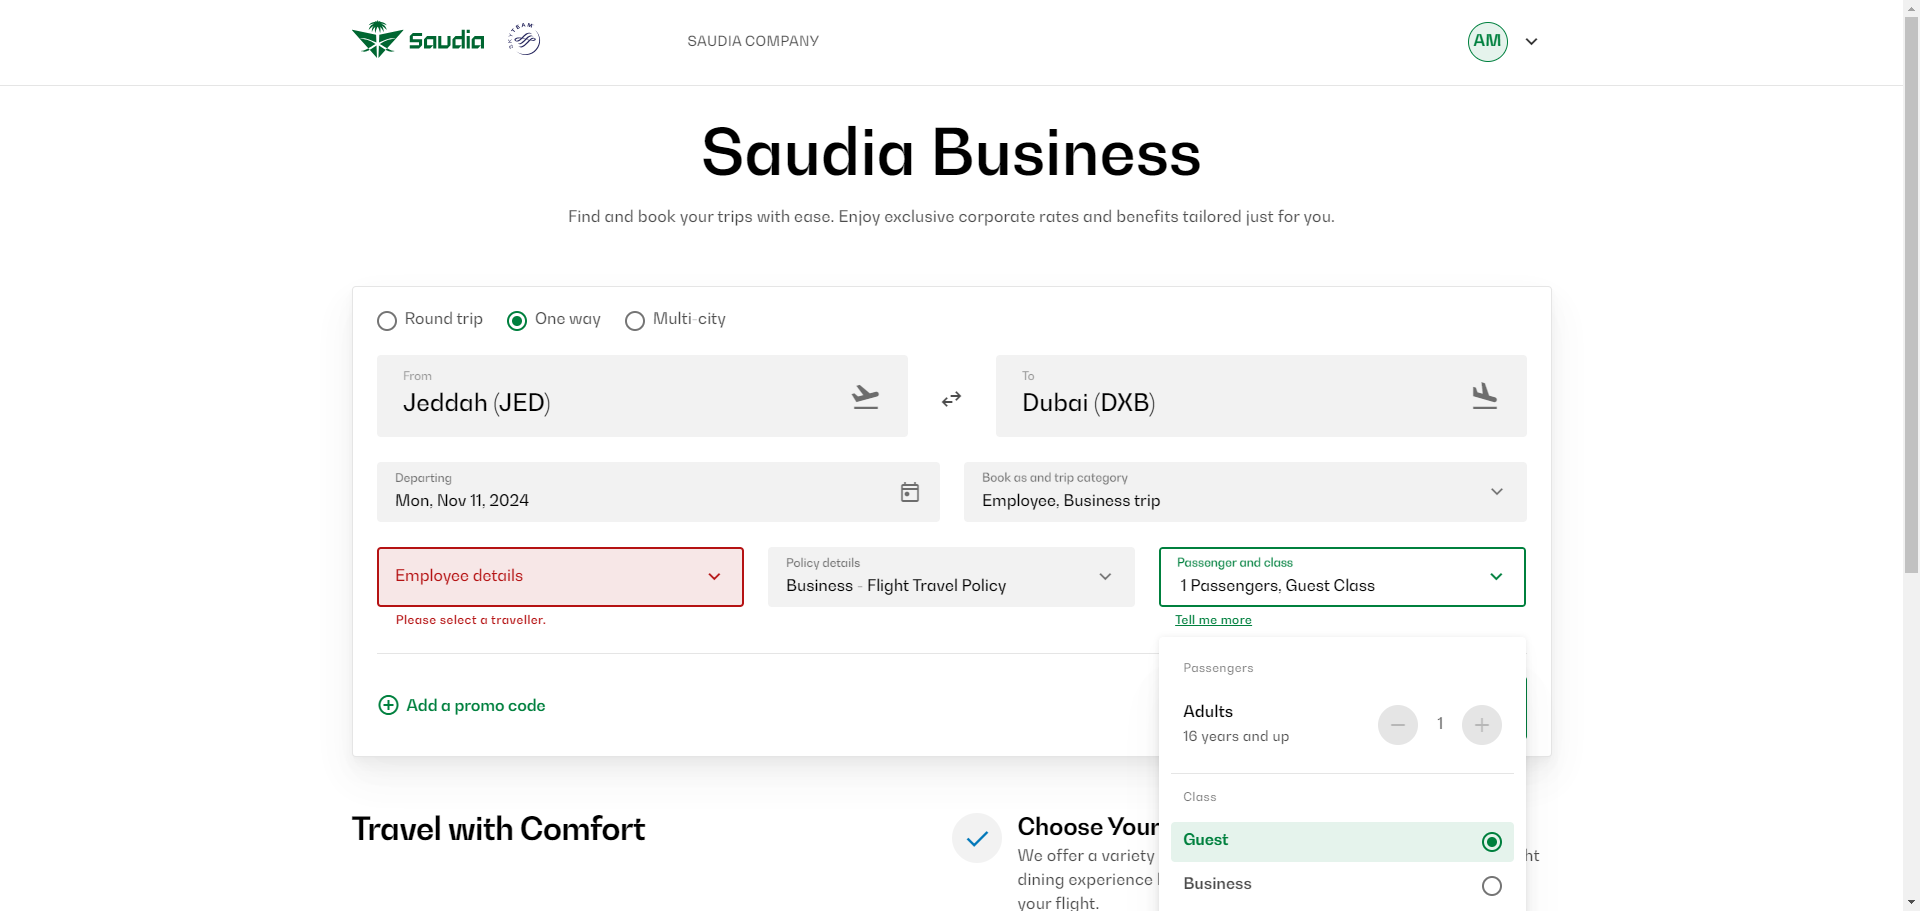 Saudia
SKYTEAM
SAUDIA COMPANY
AM
Saudia Business
Find and book your trips with ease. Enjoy exclusive corporate rates and benefits tailored just for you.
Round trip
One way
Multi-city
From
Jeddah (JED)
To
Dubai (DXB)
Departing
Mon, Nov 11, 2024
Book as and trip category
Employee, Business trip
Employee details
Please select a traveller.
Policy details
Business - Flight Travel Policy
Passenger and class
1 Passengers, Guest Class
Tell me more
Passengers
Adults
16 years and up
1
Class
Guest
Business
Add a promo code
Travel with Comfort
Choose Your
We offer a variety
ht
dining experience
your flight.